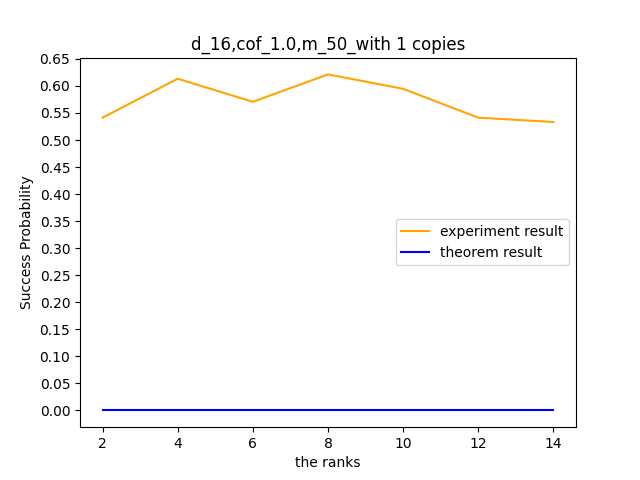 d_16,cof_1.0,m_50_with 1 copies
0.65
0.60
0.55
0.50
0.45
0.40
0.35
0.30
0.25
0.20
0.15
0.10
0.05
0.00
Success Probability
experiment result
theorem result
2 4 6 8 10 12 14
the ranks